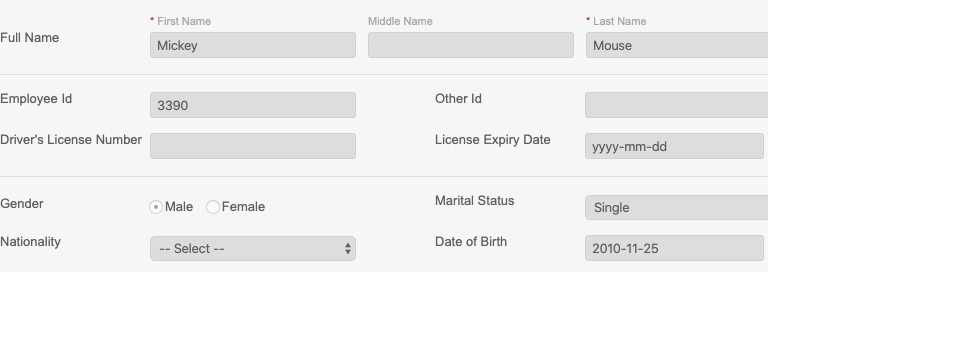 * First Name Middle Name * Last Name
Full Name Mickey Mouse
Employee Id 3390 Other Id
Driver's License Number License Expiry Date yyyy-mm-dd
Gender Male Female Marital Status Single
Nationality -- Select -- Date of Birth 2010-11-25